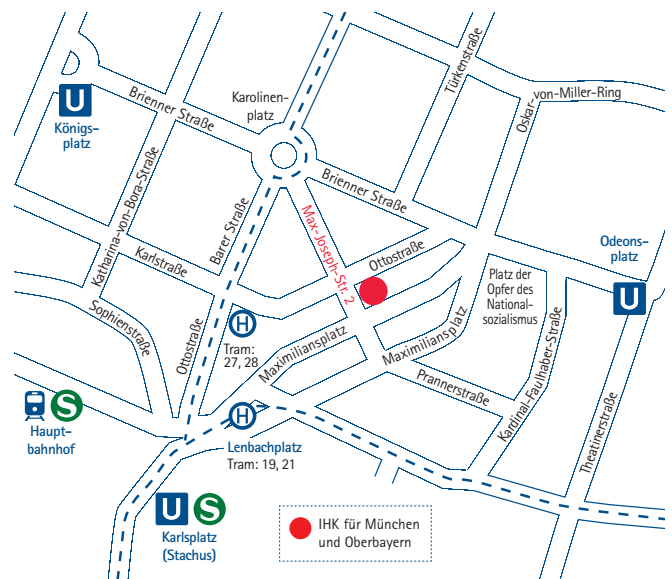 U
Königs-
platz
Brienner Straße
Karolinen-
platz
Türkenstraße
Oskar-von-Miller-Ring
Katharina-von-Bora-Straße
Barer Straße
Brienner Straße
Karlstraße
Sophienstraße
Ottostraße
Max-Joseph-Str. 2
Ottostraße
Odeons-
platz
U
Platz der
Opfer des
National-
sozialismus
H
Tram:
27, 28
Maximiliansplatz
Maximiliansplatz
Prannerstraße
Kardinal-Faulhaber-Straße
Theatinerstraße
S
Haupt-
bahnhof
H
Lenbachplatz
Tram: 19, 21
U S
Karlsplatz
(Stachus)
IHK für München
und Oberbayern